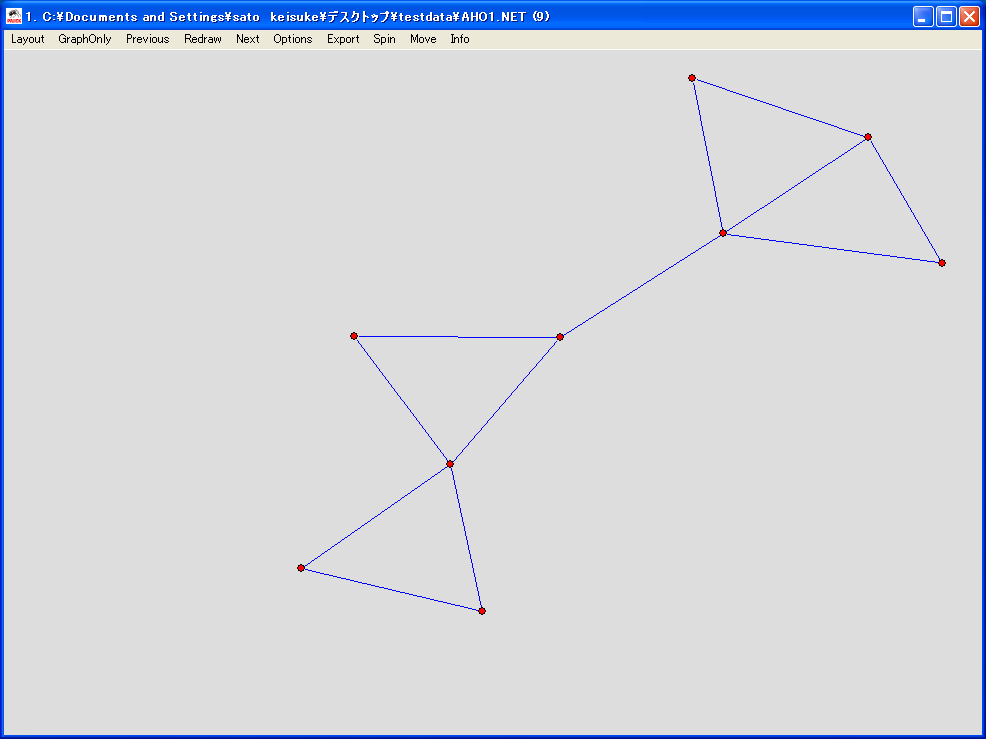 1. C:¥Documents and Settings¥sato keisuke¥デスクトップ¥testdata¥AHO1.NET (9)
Layout GraphOnly Previous Redraw Next Options Export Spin Move Info